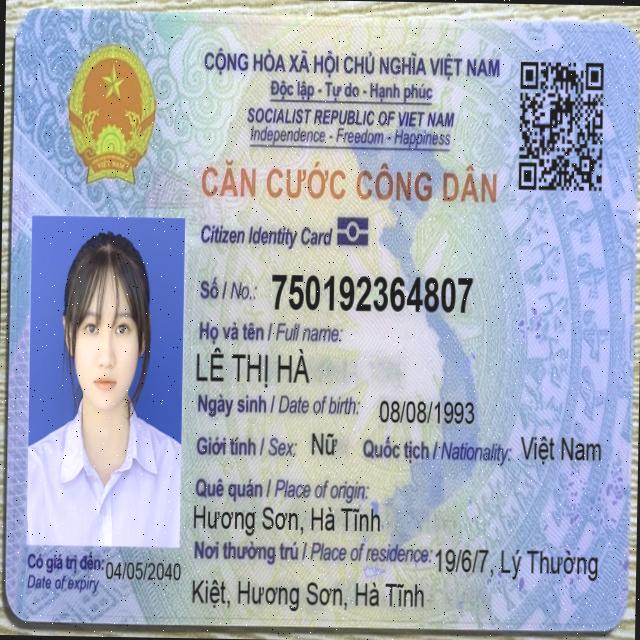 CỘNG HÒA XÃ HỘI CHỦ NGHĨA VIỆT NAM
Độc lập - Tự do - Hạnh phúc
SOCIALIST REPUBLIC OF VIET NAM
Independence - Freedom - Happiness
CĂN CƯỚC CÔNG DÂN
Citizen Identity Card
Số / No.: 750192364807
Họ và tên / Full name:
LÊ THỊ HÀ
Ngày sinh / Date of birth: 08/08/1993
Giới tính / Sex: Nữ Quốc tịch / Nationality: Việt Nam
Quê quán / Place of origin:
Hương Sơn, Hà Tĩnh
Nơi thường trú / Place of residence: 19/6/7, Lý Thường
Kiệt, Hương Sơn, Hà Tĩnh
Có giá trị đến: 04/05/2040
Date of expiry